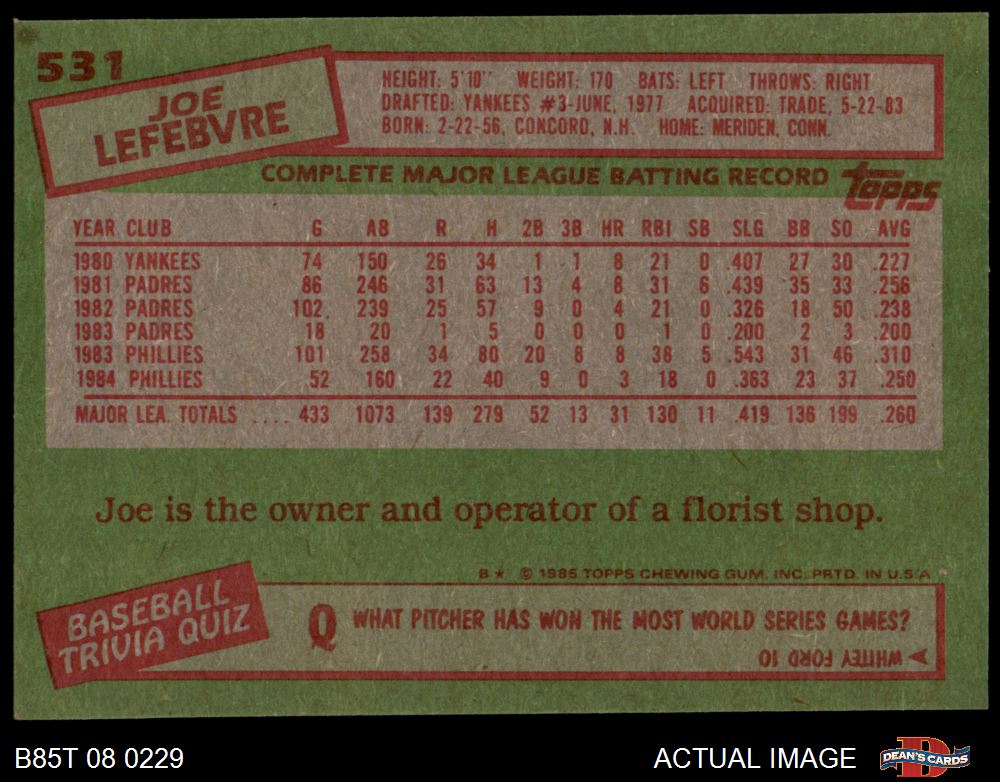 531
JOE
LEFEBVRE
HEIGHT: 5'10" WEIGHT: 170 BATS: LEFT THROWS: RIGHT
DRAFTED: YANKEES #3-JUNE, 1977 ACQUIRED: TRADE, 5-22-83
BORN: 2-22-56, CONCORD, N.H. HOME: MERIDEN, CONN.
COMPLETE MAJOR LEAGUE BATTING RECORD topps
YEAR CLUB G AB R H 2B 3B HR RBI SB SLG BB SO AVG
1980 YANKEES 74 150 26 34 1 1 8 21 0 .407 27 30 .227
1981 PADRES 86 246 31 63 13 4 8 31 6 .439 35 33 .256
1982 PADRES 102 239 25 57 9 0 4 21 0 .326 18 50 .238
1983 PADRES 18 20 1 5 0 0 0 1 0 .200 2 3 .200
1983 PHILLIES 101 258 34 80 20 8 8 38 5 .543 31 46 .310
1984 PHILLIES 52 160 22 40 9 0 3 18 0 .363 23 37 .250
MAJOR LEA. TOTALS .... 433 1073 139 279 52 13 31 130 11 .419 136 199 .260
Joe is the owner and operator of a florist shop.
B* © 1985 TOPPS CHEWING GUM, INC. PRTD. IN U.S.A
BASEBALL
TRIVIA QUIZ
Q WHAT PITCHER HAS WON THE MOST WORLD SERIES GAMES?
WHITEY FORD 10
B85T 08 0229
ACTUAL IMAGE
D
DEAN'S CARDS